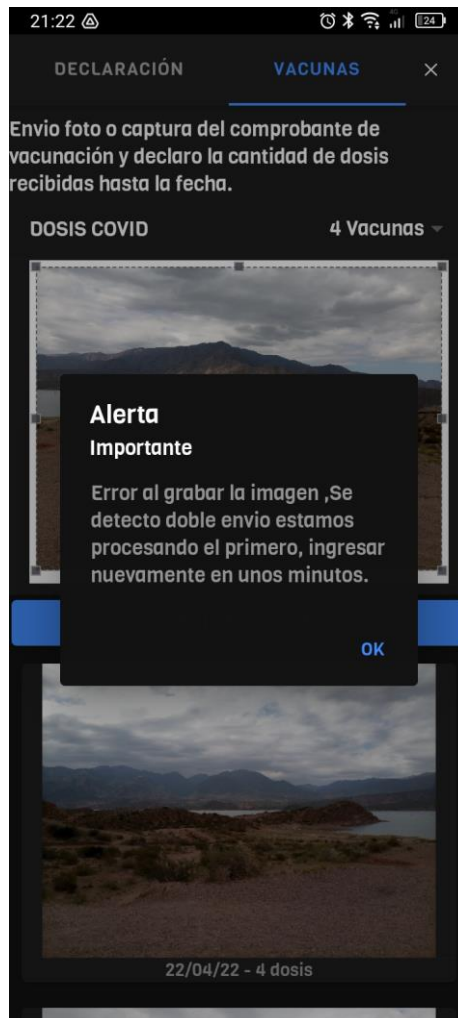 21:22
4G
24
DECLARACIÓN VACUNAS ×
Envio foto o captura del comprobante de
vacunación y declaro la cantidad de dosis
recibidas hasta la fecha.
DOSIS COVID 4 Vacunas
Alerta
Importante
Error al grabar la imagen ,Se
detecto doble envio estamos
procesando el primero, ingresar
nuevamente en unos minutos.
OK
22/04/22 - 4 dosis